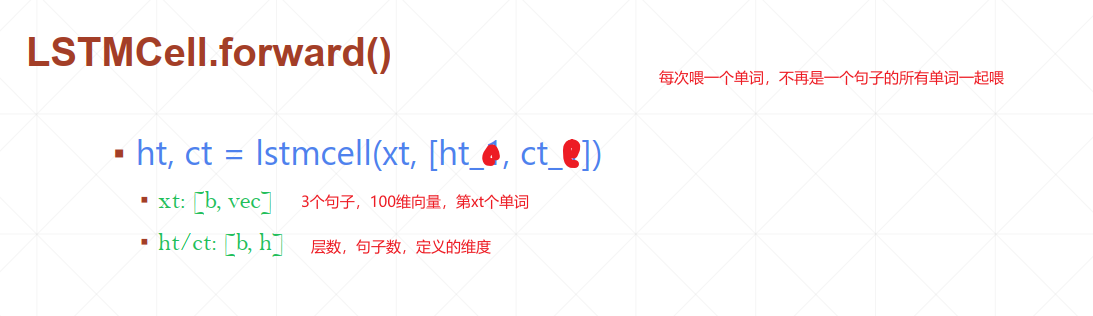 LSTMCell.forward()
每次喂一个单词，不再是一个句子的所有单词一起喂
ht, ct = lstmcell(xt, [ht_, ct_])
xt: [b, vec] 3个句子，100维向量，第xt个单词
ht/ct: [b, h] 层数，句子数，定义的维度